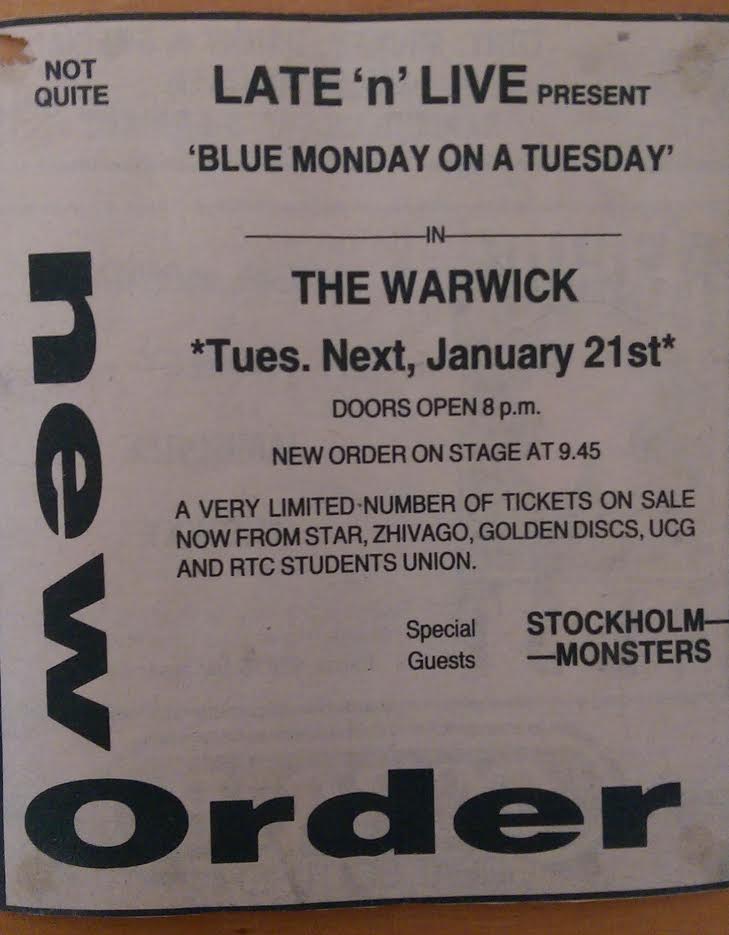 NOT
QUITE
LATE 'n' LIVE PRESENT
'BLUE MONDAY ON A TUESDAY'
IN
THE WARWICK
*Tues. Next, January 21st*
DOORS OPEN 8 p.m.
NEW ORDER ON STAGE AT 9.45
A VERY LIMITED NUMBER OF TICKETS ON SALE
NOW FROM STAR, ZHIVAGO, GOLDEN DISCS, UCG
AND RTC STUDENTS UNION.
Special
Guests
STOCKHOLM—
—MONSTERS
new
Order